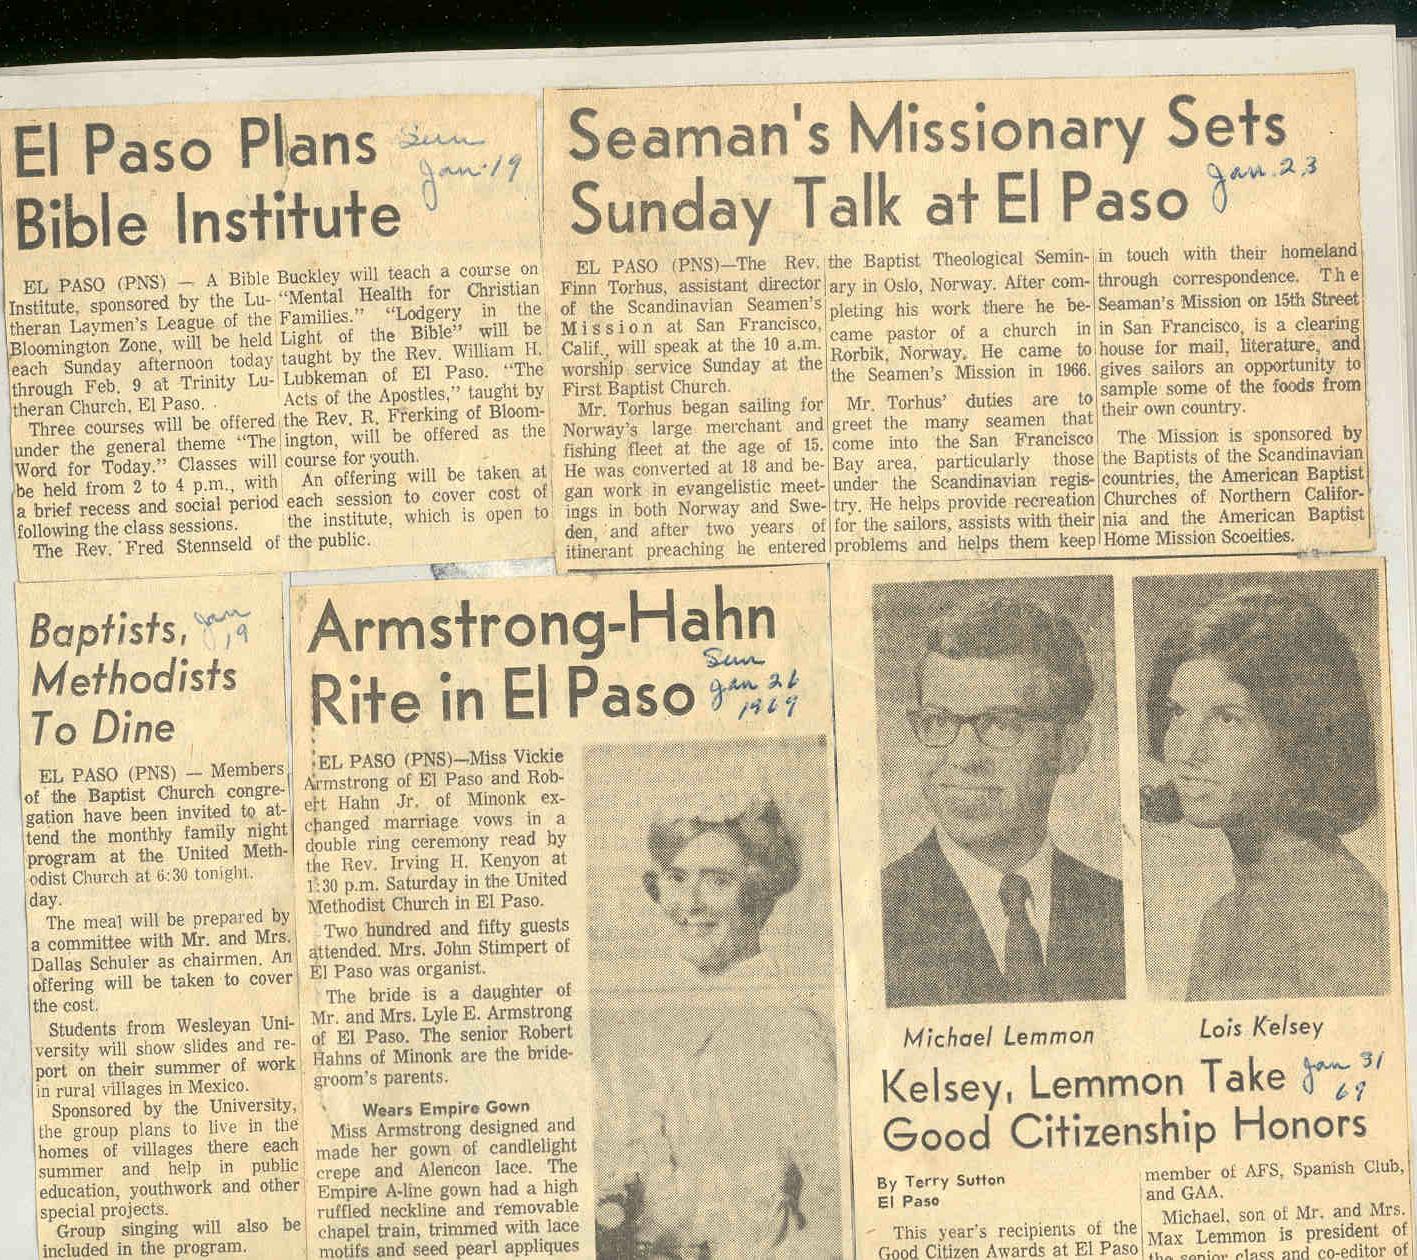 El Paso Plans
Bible Institute
Sun
Jan. 19
EL PASO (PNS) — A Bible
Institute, sponsored by the Lu-
theran Laymen's League of the
Bloomington Zone, will be held
each Sunday afternoon today
through Feb. 9 at Trinity Lu-
theran Church, El Paso.
Three courses will be offered
under the general theme "The
Word for Today." Classes will
be held from 2 to 4 p.m., with
a brief recess and social period
following the class sessions.
The Rev. Fred Stennseld of
Buckley will teach a course on
"Mental Health for Christian
Families." "Lodgery in the
Light of the Bible" will be
taught by the Rev. William H.
Lubkeman of El Paso. "The
Acts of the Apostles," taught by
the Rev. R. Frerking of Bloom-
ington, will be offered as the
course for youth.
An offering will be taken at
each session to cover cost of
the institute, which is open to
the public.
Seaman's Missionary Sets
Sunday Talk at El Paso
Jan. 23
EL PASO (PNS)—The Rev.
Finn Torhus, assistant director
of the Scandinavian Seamen's
Mission at San Francisco,
Calif., will speak at the 10 a.m.
worship service Sunday at the
First Baptist Church.
Mr. Torhus began sailing for
Norway's large merchant and
fishing fleet at the age of 15.
He was converted at 18 and be-
gan work in evangelistic meet-
ings in both Norway and Swe-
den, and after two years of
itinerant preaching he entered
the Baptist Theological Semin-
ary in Oslo, Norway. After com-
pleting his work there he be-
came pastor of a church in
Rorbik, Norway. He came to
the Seamen's Mission in 1966.
Mr. Torhus' duties are to
greet the many seamen that
come into the San Francisco
Bay area, particularly those
under the Scandinavian regis-
try. He helps provide recreation
for the sailors, assists with their
problems and helps them keep
in touch with their homeland
through correspondence. The
Seaman's Mission on 15th Street
in San Francisco, is a clearing
house for mail, literature, and
gives sailors an opportunity to
sample some of the foods from
their own country.
The Mission is sponsored by
the Baptists of the Scandinavian
countries, the American Baptist
Churches of Northern Califor-
nia and the American Baptist
Home Mission Scoelties.
Baptists,
Methodists
To Dine
Jan
19
EL PASO (PNS) — Members
of the Baptist Church congre-
gation have been invited to at-
tend the monthly family night
program at the United Meth-
odist Church at 6:30 tonight.
day.
The meal will be prepared by
a committee with Mr. and Mrs.
Dallas Schuler as chairmen. An
offering will be taken to cover
the cost.
Students from Wesleyan Uni-
versity will show slides and re-
port on their summer of work
in rural villages in Mexico.
Sponsored by the University,
the group plans to live in the
homes of villages there each
summer and help in public
education, youthwork and other
special projects.
Group singing will also be
included in the program.
Armstrong-Hahn
Rite in El Paso
Sun
Jan 26
1969
EL PASO (PNS)—Miss Vickie
Armstrong of El Paso and Rob-
ert Hahn Jr. of Minonk ex-
changed marriage vows in a
double ring ceremony read by
the Rev. Irving H. Kenyon at
1:30 p.m. Saturday in the United
Methodist Church in El Paso.
Two hundred and fifty guests
attended. Mrs. John Stimpert of
El Paso was organist.
The bride is a daughter of
Mr. and Mrs. Lyle E. Armstrong
of El Paso. The senior Robert
Hahns of Minonk are the bride-
groom's parents.
Wears Empire Gown
Miss Armstrong designed and
made her gown of candlelight
crepe and Alencon lace. The
Empire A-line gown had a high
ruffled neckline and removable
chapel train, trimmed with lace
motifs and seed pearl appliques
Michael Lemmon
Lois Kelsey
Kelsey, Lemmon Take
Good Citizenship Honors
Jan 31
69
By Terry Sutton
El Paso
This year's recipients of the
Good Citizen Awards at El Paso
member of AFS, Spanish Club,
and GAA.
Michael, son of Mr. and Mrs.
Max Lemmon is president of
the senior class and co-editor of